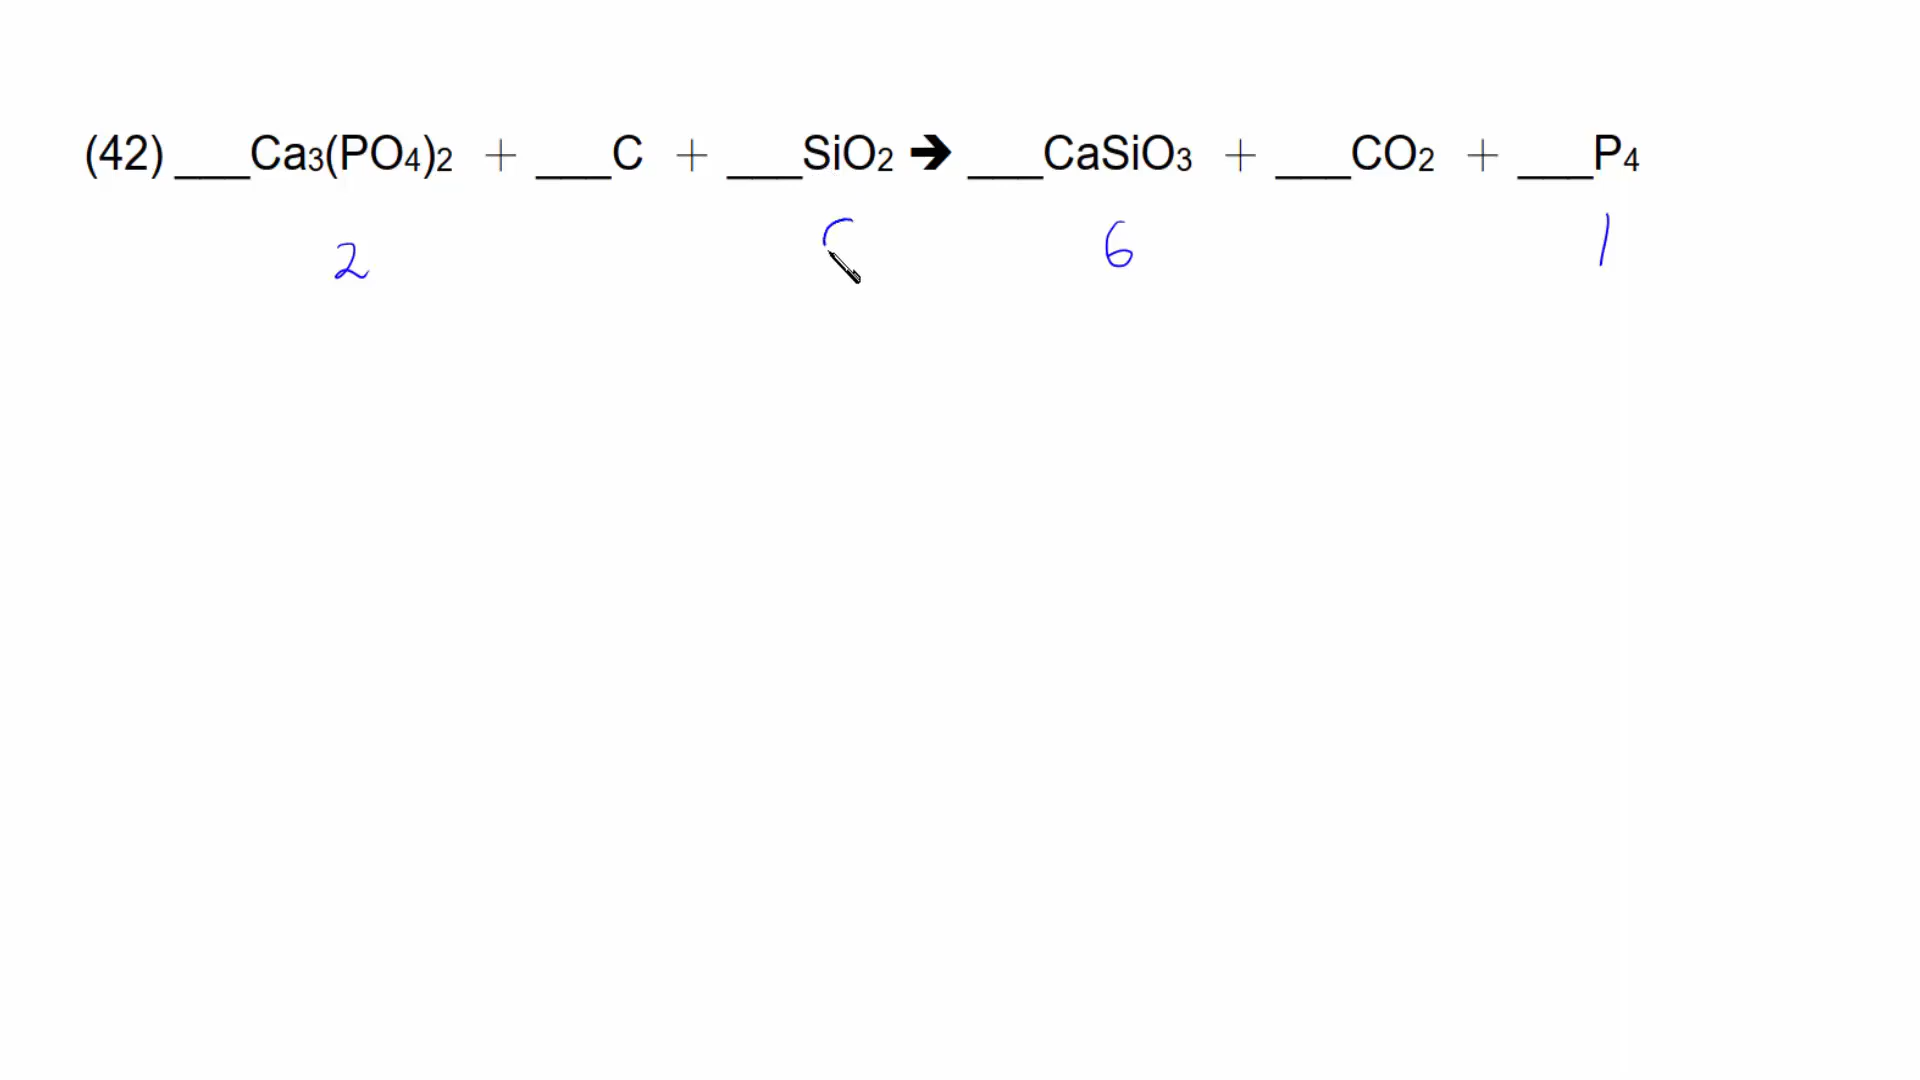 (42) ___Ca3(PO4)2 + ___C + ___SiO2 ➔ ___CaSiO3 + ___CO2 + ___P4
2 6 1